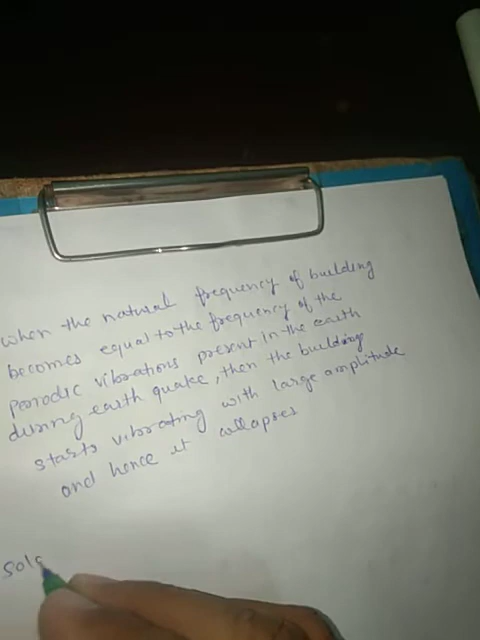 When the natural frequency of building
becomes equal to the frequency of the
Periodic vibrations present in the earth
during earth quake, then the building
starts vibrating with large amplitude
and hence it collapses
Sols